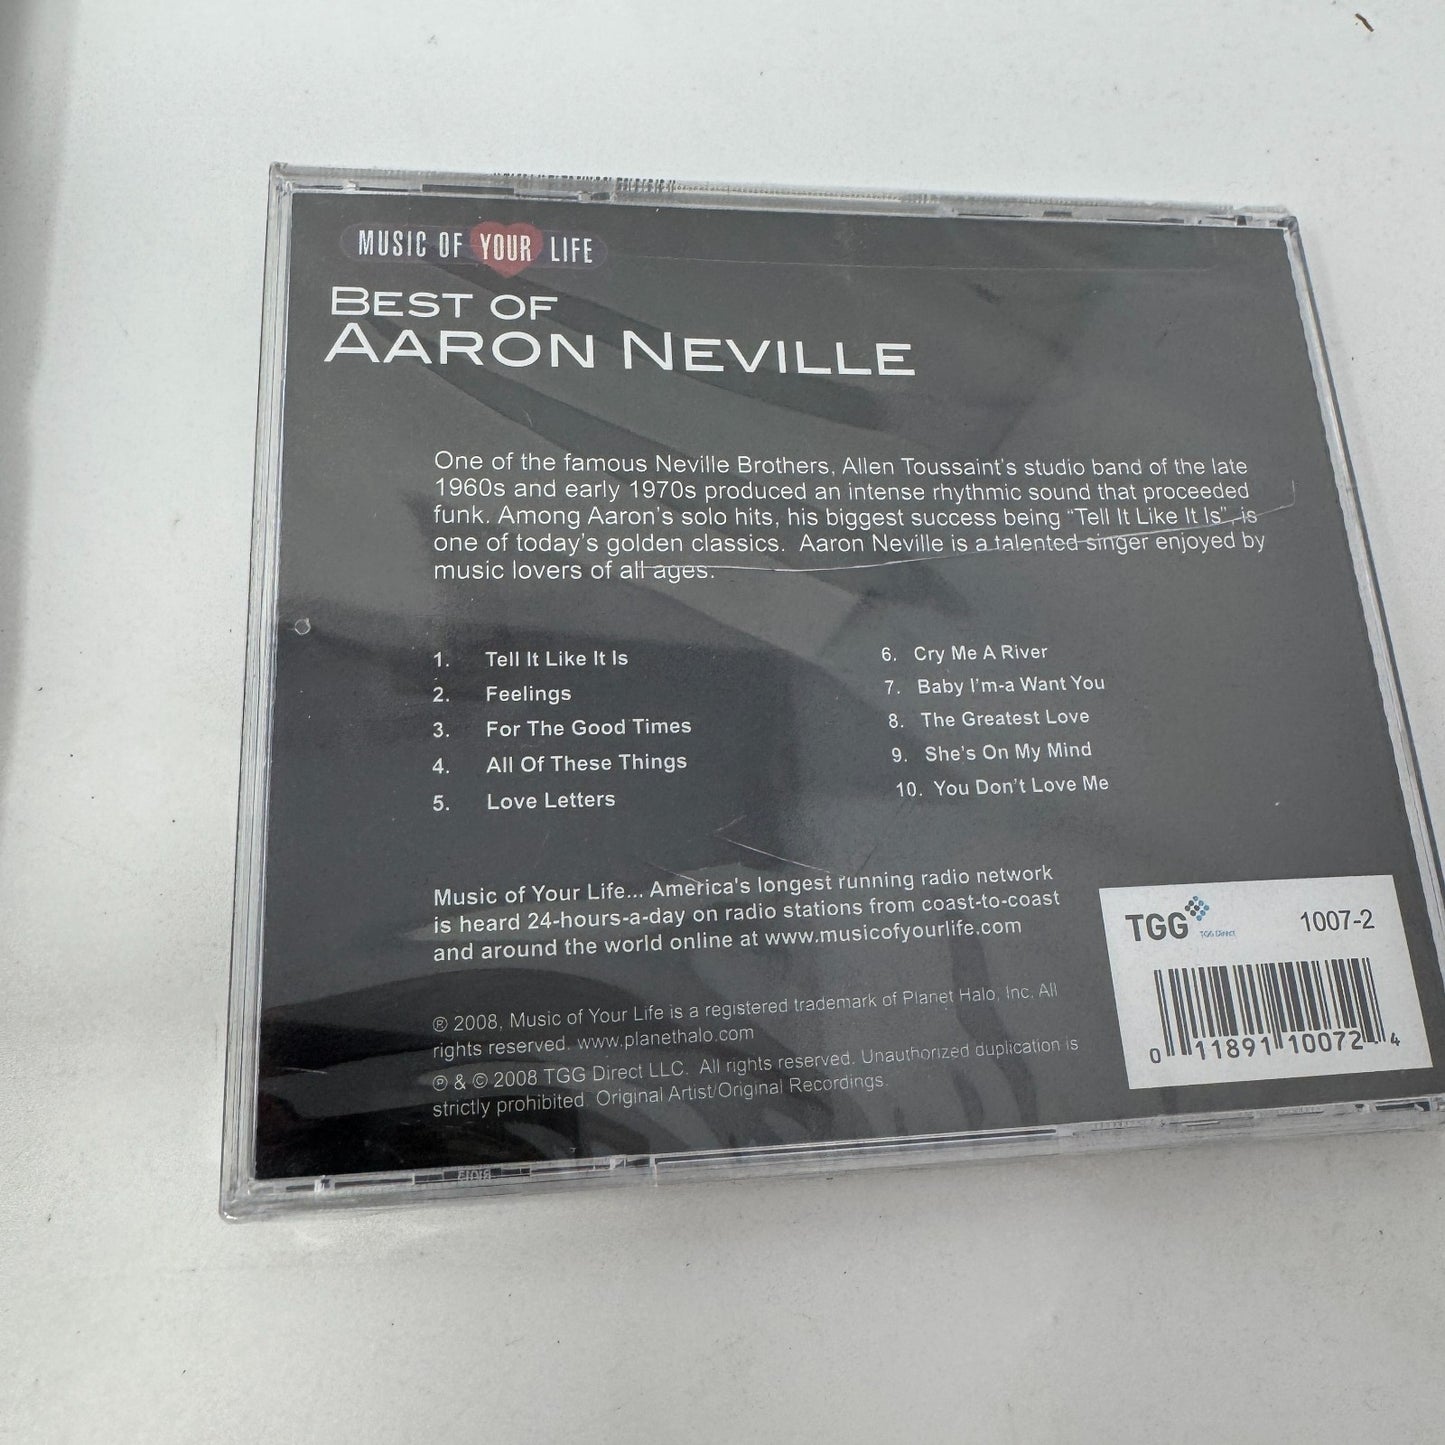 MUSIC OF YOUR LIFE
BEST OF
AARON NEVILLE
One of the famous Neville Brothers, Allen Toussaint's studio band of the late
1960s and early 1970s produced an intense rhythmic sound that proceeded
funk. Among Aaron's solo hits, his biggest success being “Tell It Like It Is”, is
one of today's golden classics. Aaron Neville is a talented singer enjoyed by
music lovers of all ages.
1. Tell It Like It Is
2. Feelings
3. For The Good Times
4. All Of These Things
5. Love Letters
6. Cry Me A River
7. Baby I'm-a Want You
8. The Greatest Love
9. She's On My Mind
10. You Don't Love Me
Music of Your Life... America's longest running radio network
is heard 24-hours-a-day on radio stations from coast-to-coast
and around the world online at www.musicofyourlife.com
® 2008, Music of Your Life is a registered trademark of Planet Halo, Inc. All
rights reserved. www.planethalo.com
℗ & © 2008 TGG Direct LLC. All rights reserved. Unauthorized duplication is
strictly prohibited. Original Artist/Original Recordings.
TGG TGG Direct 1007-2
0 11891 10072 4